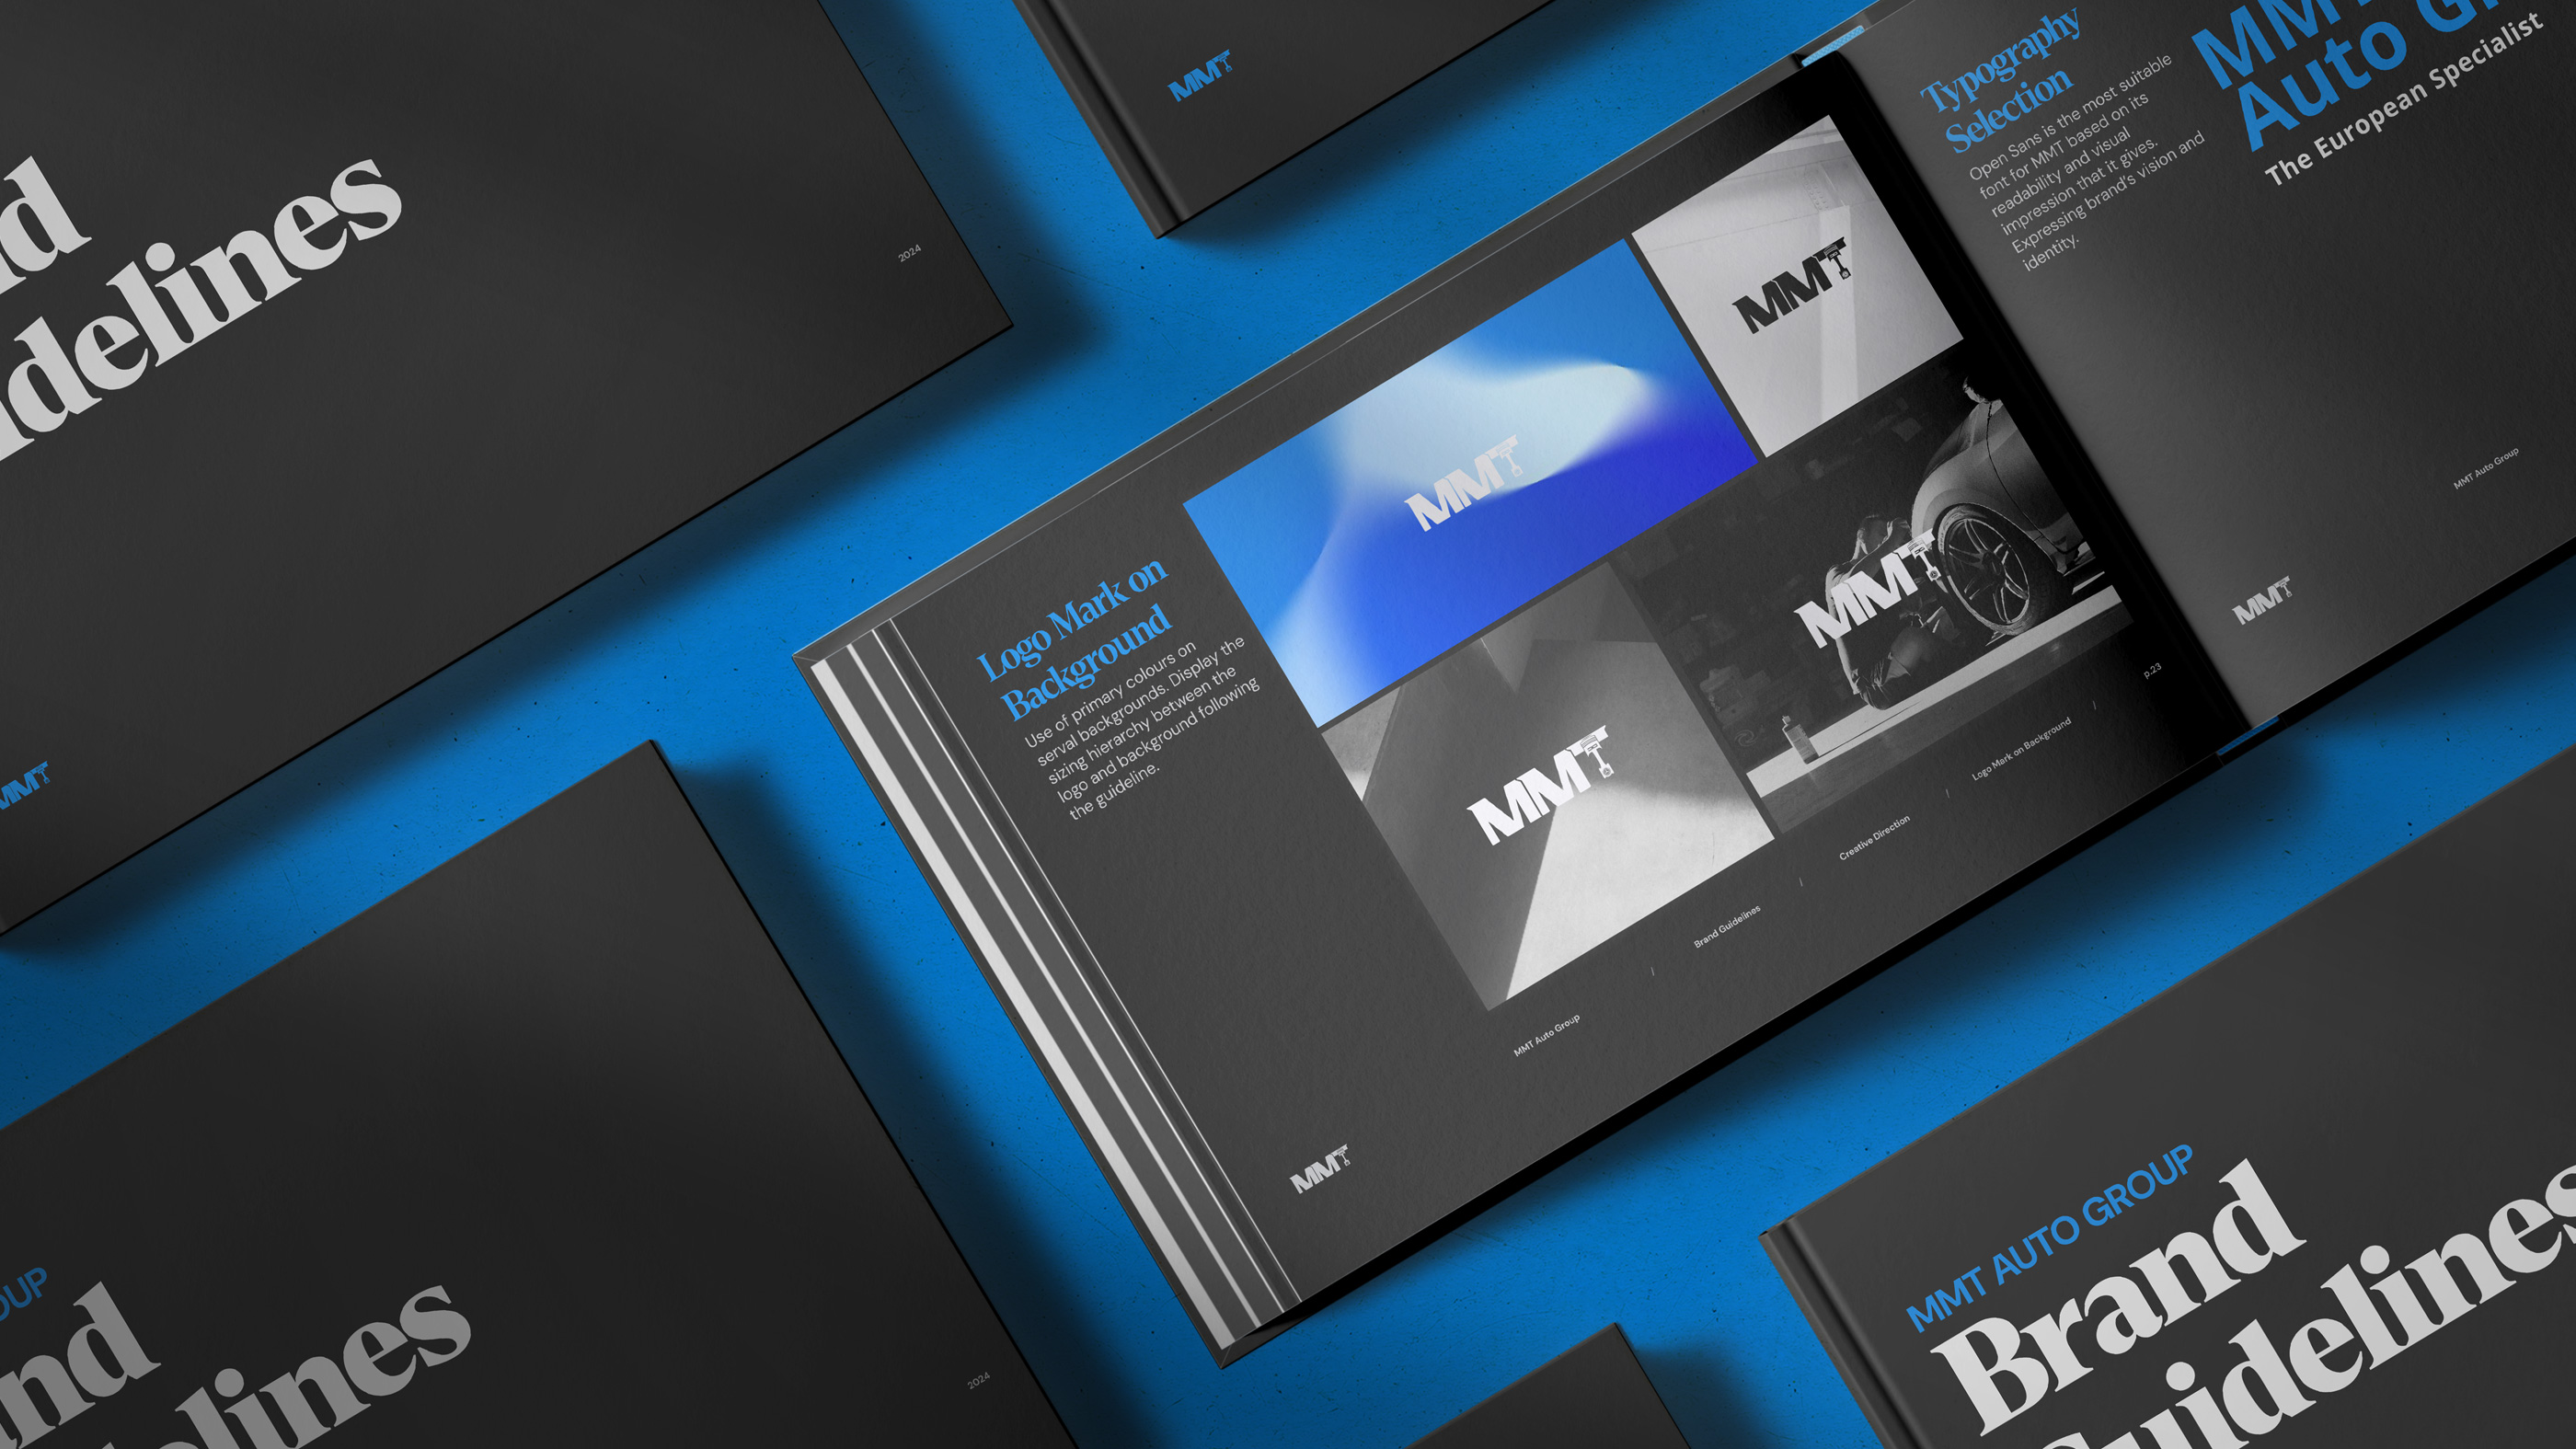 delines
2024
MMT
MMT
Typography
Selection
Open Sans is the most suitable
font for MMT based on its
readability and visual
impression that it gives.
Expressing brand's vision and
identity.
Auto
The European Specialist
MMT Auto Group
MMT
Logo Mark on
Background
Use of primary colours on
serval backgrounds. Display the
sizing hierarchy between the
logo and background following
the guideline.
MMT
MMT
MMT
MMT
MMT Auto Group
/
Brand Guidelines
/
Creative Direction
/
Logo Mark on Background
/
p.23
MMT
OUP
nd
elines
2024
MMT AUTO GROUP
Brand
Guidelines